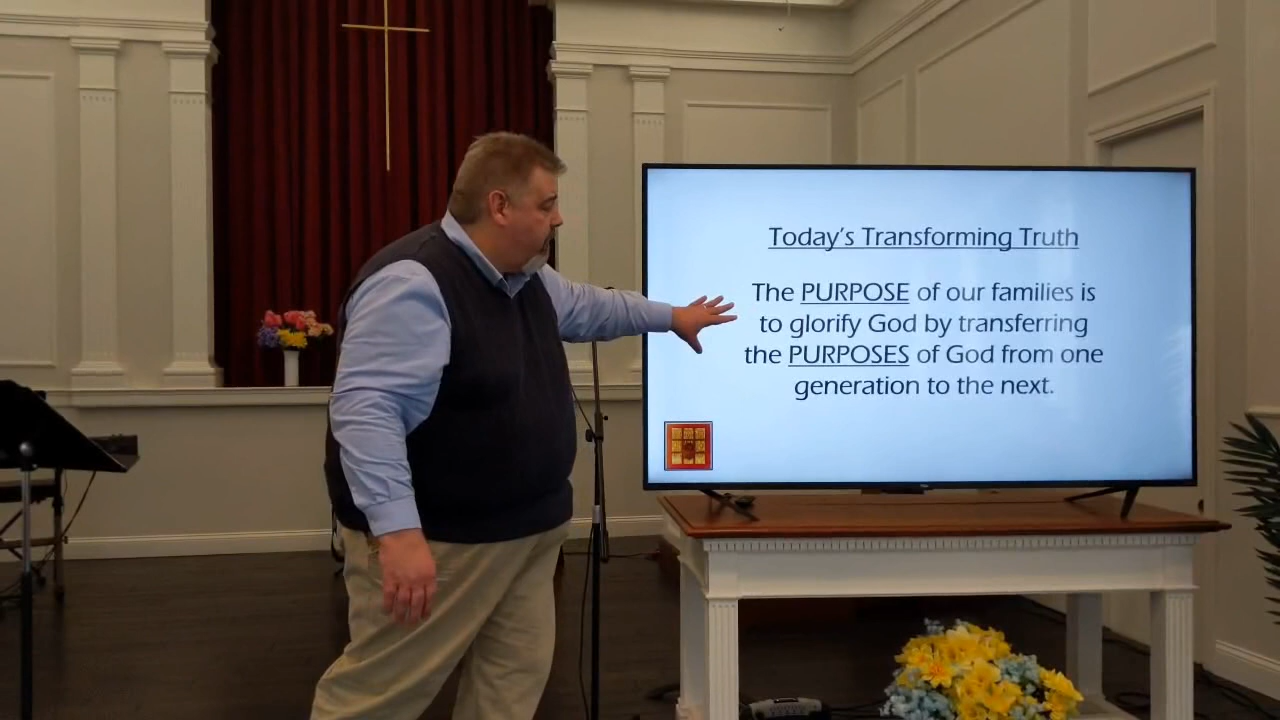 Today's Transforming Truth
The PURPOSE of our families is
to glorify God by transferring
the PURPOSES of God from one
generation to the next.